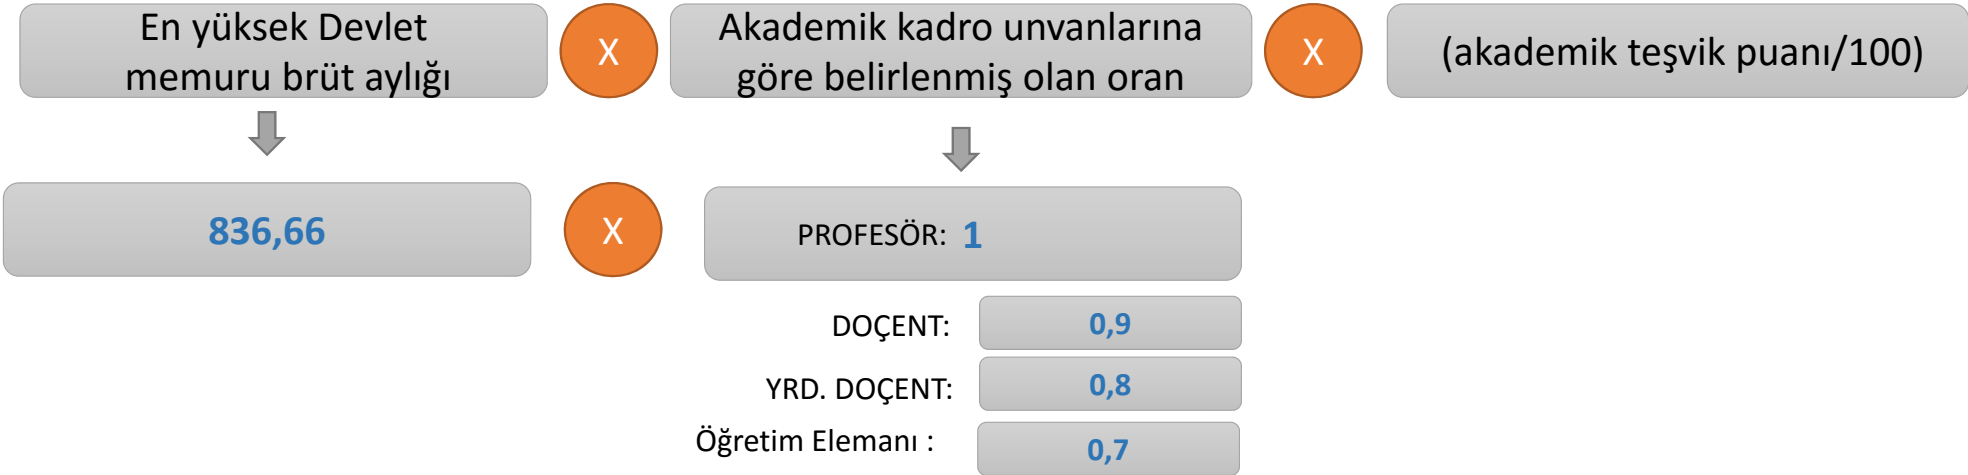 En yüksek Devlet
memuru brüt aylığı
X
Akademik kadro unvanlarına
göre belirlenmiş olan oran
X
(akademik teşvik puanı/100)
836,66
X
PROFESÖR: 1
DOÇENT: 0,9
YRD. DOÇENT: 0,8
Öğretim Elemanı : 0,7